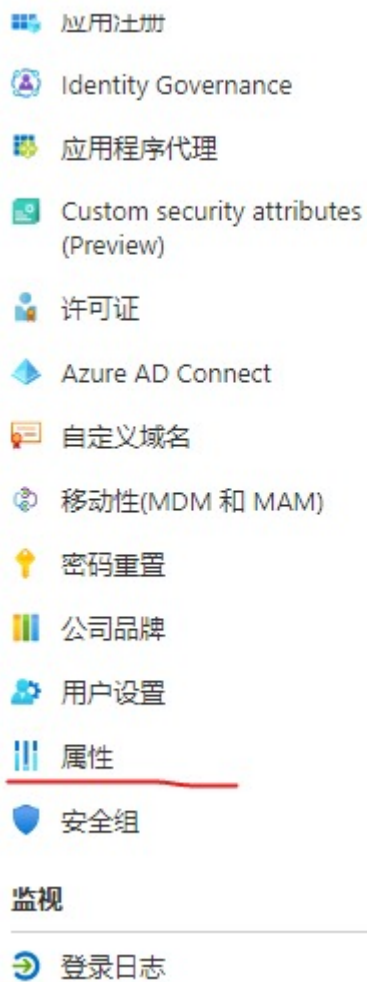 应用注册
Identity Governance
应用程序代理
Custom security attributes
(Preview)
许可证
Azure AD Connect
自定义域名
移动性(MDM 和 MAM)
密码重置
公司品牌
用户设置
属性
安全组
监视
登录日志